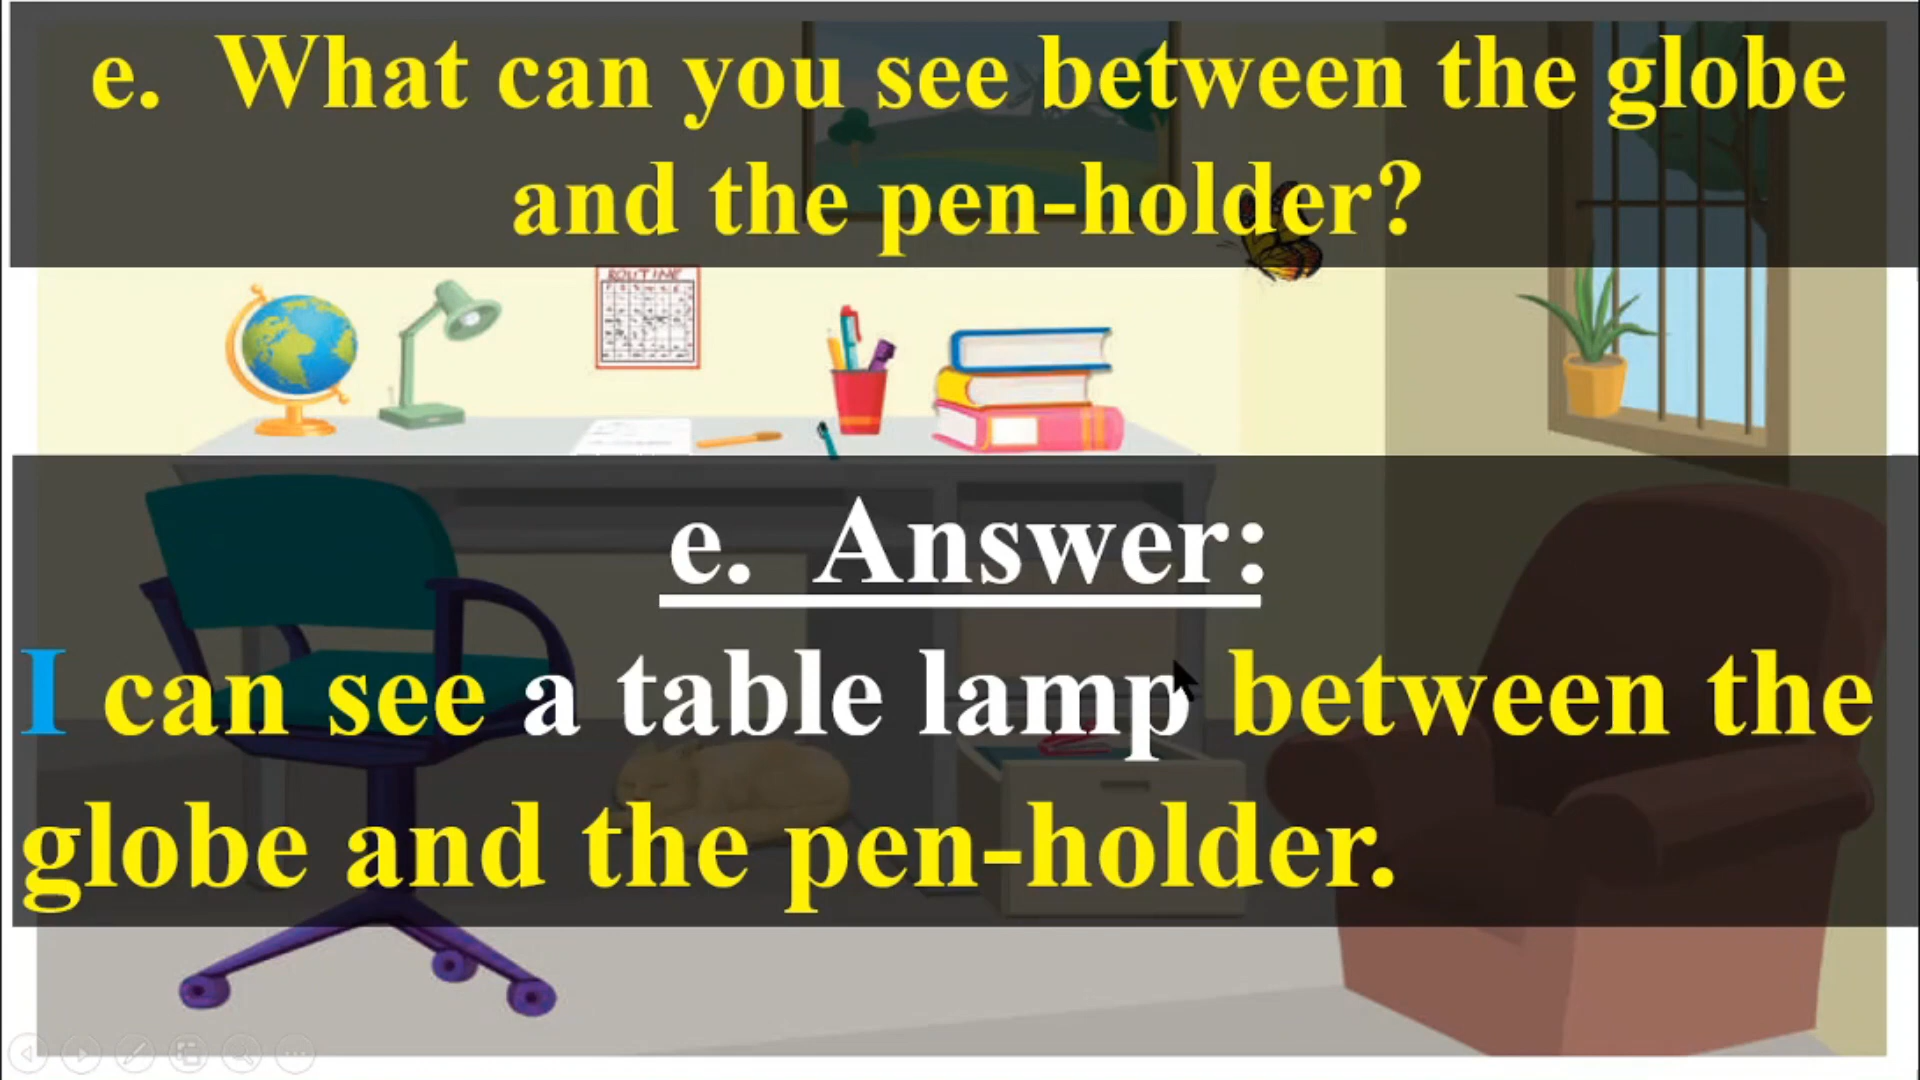 e. What can you see between the globe
and the pen-holder?
ROUTINE
e. Answer:
I can see a table lamp between the
globe and the pen-holder.